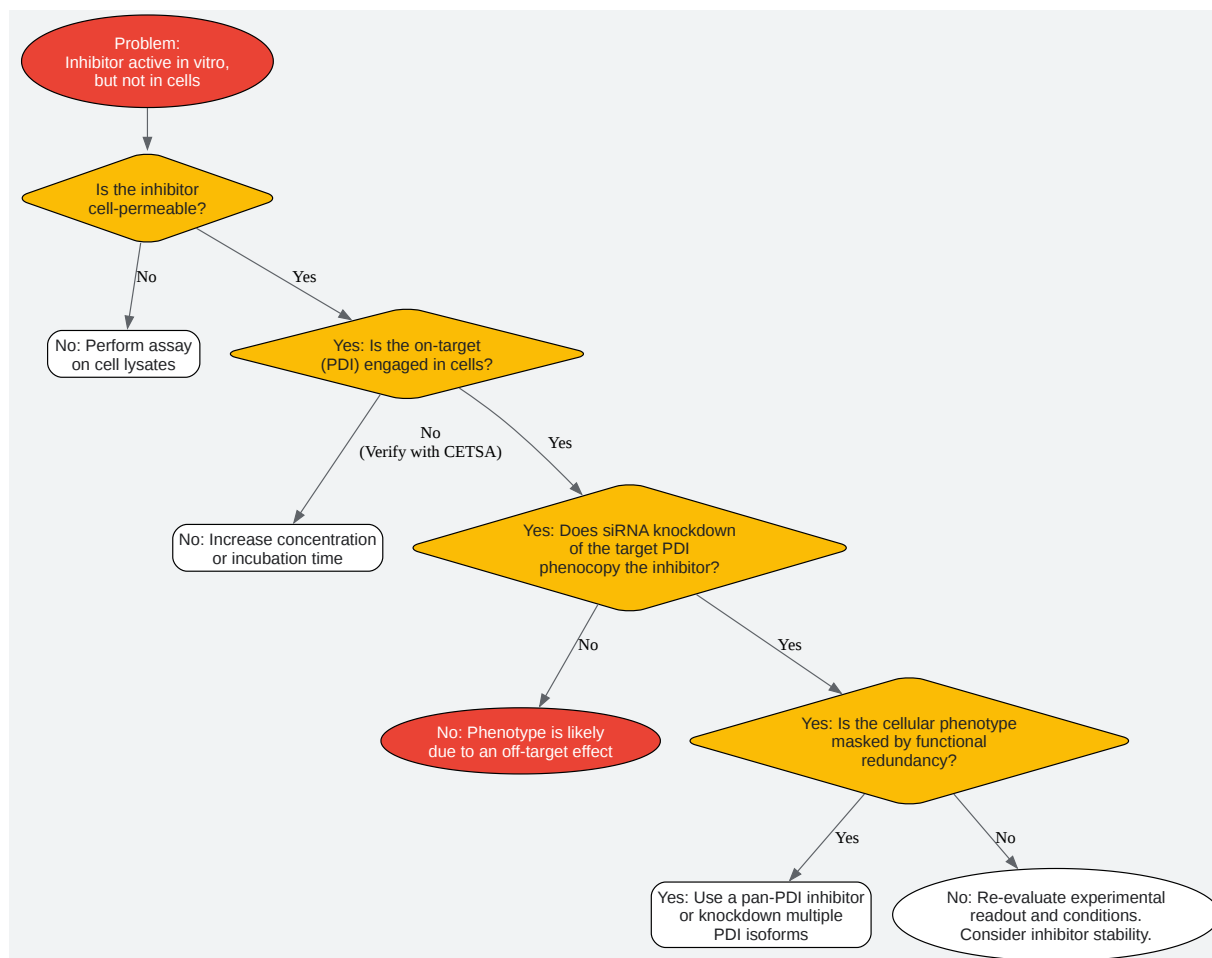 Problem:
Inhibitor active in vitro,
but not in cells
Is the inhibitor
cell-permeable?
No
Yes
No: Perform assay
on cell lysates
Yes: Is the on-target
(PDI) engaged in cells?
No
(Verify with CETSA)
Yes
No: Increase concentration
or incubation time
Yes: Does siRNA knockdown
of the target PDI
phenocopy the inhibitor?
No
Yes
No: Phenotype is likely
due to an off-target effect
Yes: Is the cellular phenotype
masked by functional
redundancy?
Yes
No
Yes: Use a pan-PDI inhibitor
or knockdown multiple
PDI isoforms
No: Re-evaluate experimental
readout and conditions.
Consider inhibitor stability.